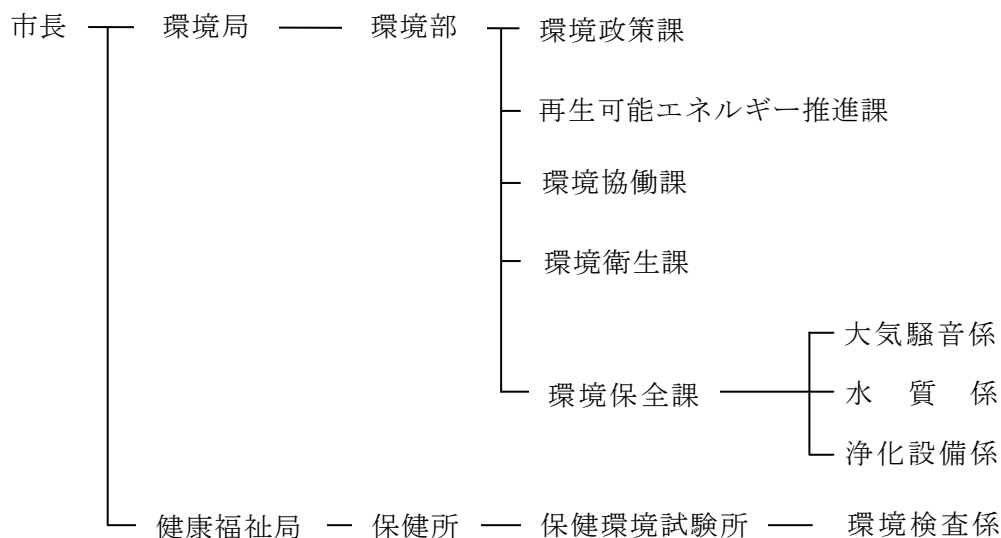 市長 環境局 環境部 環境政策課
再生可能エネルギー推進課
環境協働課
環境衛生課
大気騒音係
環境保全課 水質係
浄化設備係
健康福祉局 保健所 保健環境試験所 環境検査係